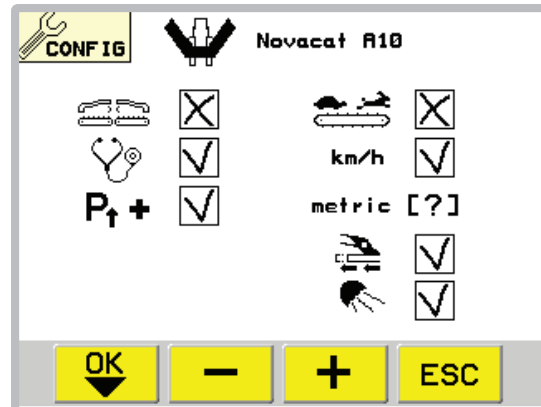 CONFIG
Novacat A10
km/h
P↑ +
metric [?]
OK
−
+
ESC